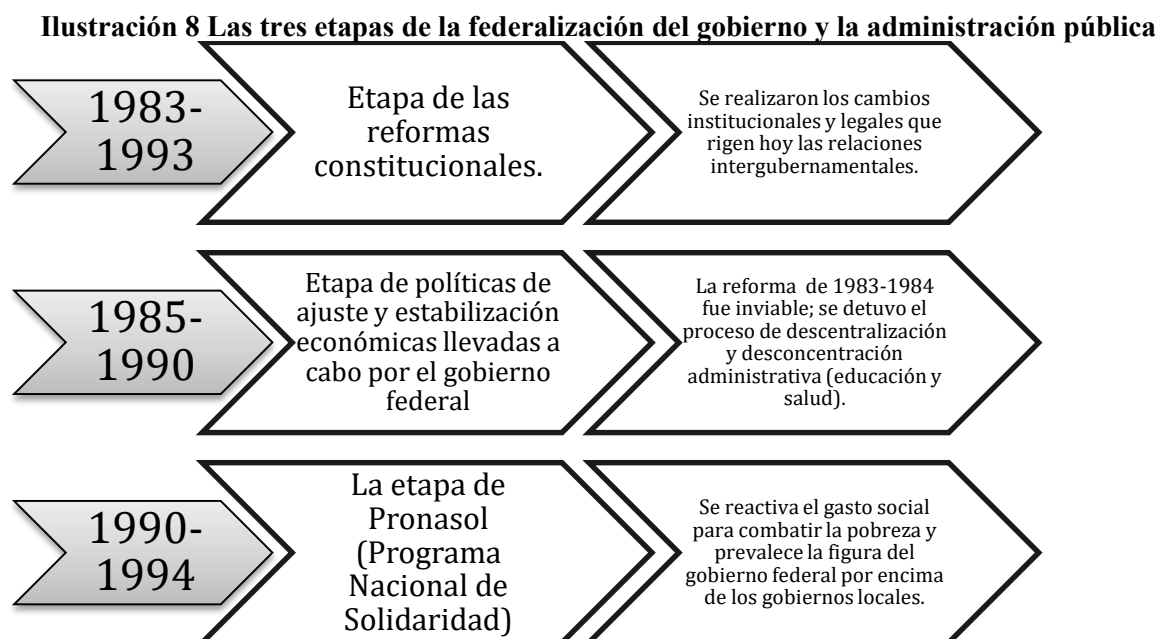 Ilustración 8 Las tres etapas de la federalización del gobierno y la administración pública
1983-
1993
Etapa de las
reformas
constitucionales.
Se realizaron los cambios
institucionales y legales que
rigen hoy las relaciones
intergubernamentales.
1985-
1990
Etapa de políticas de
ajuste y estabilización
económicas llevadas a
cabo por el gobierno
federal
La reforma de 1983-1984
fue inviable; se detuvo el
proceso de descentralización
y desconcentración
administrativa (educación y
salud).
1990-
1994
La etapa de
Pronasol
(Programa
Nacional de
Solidaridad)
Se reactiva el gasto social
para combatir la pobreza y
prevalece la figura del
gobierno federal por encima
de los gobiernos locales.